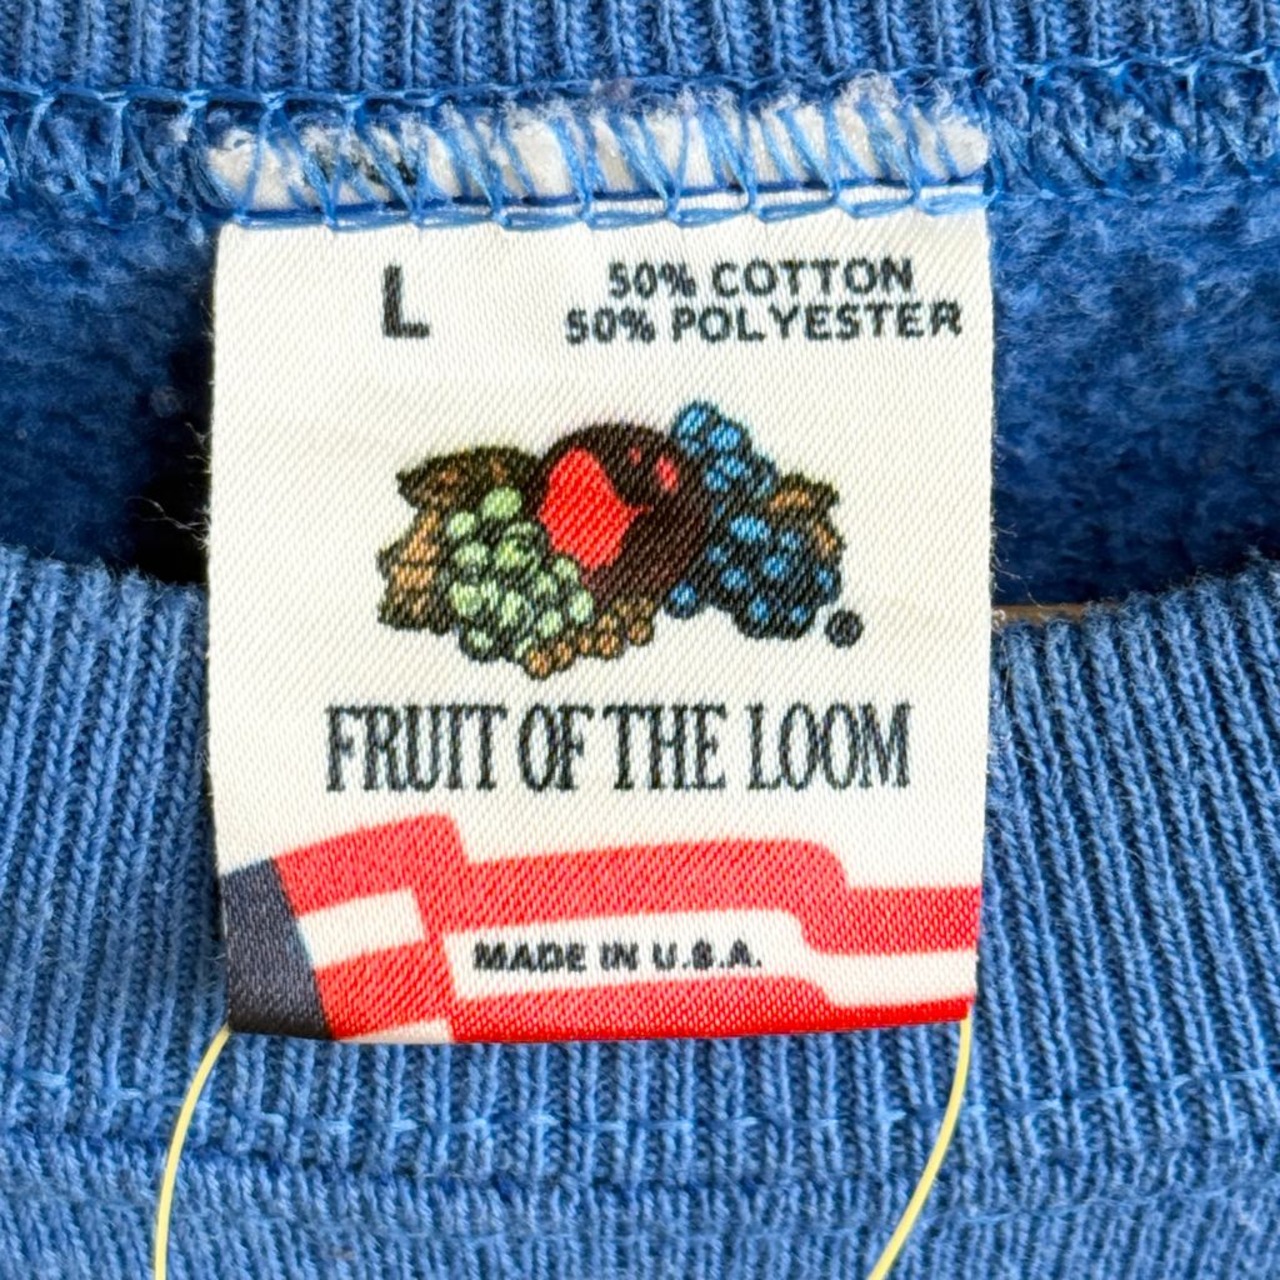 L
50% COTTON
50% POLYESTER
®
FRUIT OF THE LOOM
MADE IN U.S.A.